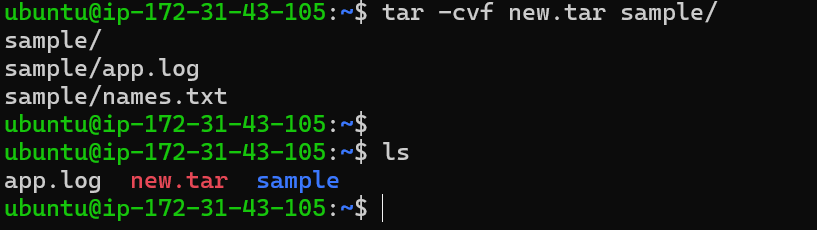 ubuntu@ip-172-31-43-105:~$ tar -cvf new.tar sample/
sample/
sample/app.log
sample/names.txt
ubuntu@ip-172-31-43-105:~$
ubuntu@ip-172-31-43-105:~$ ls
app.log  new.tar  sample
ubuntu@ip-172-31-43-105:~$